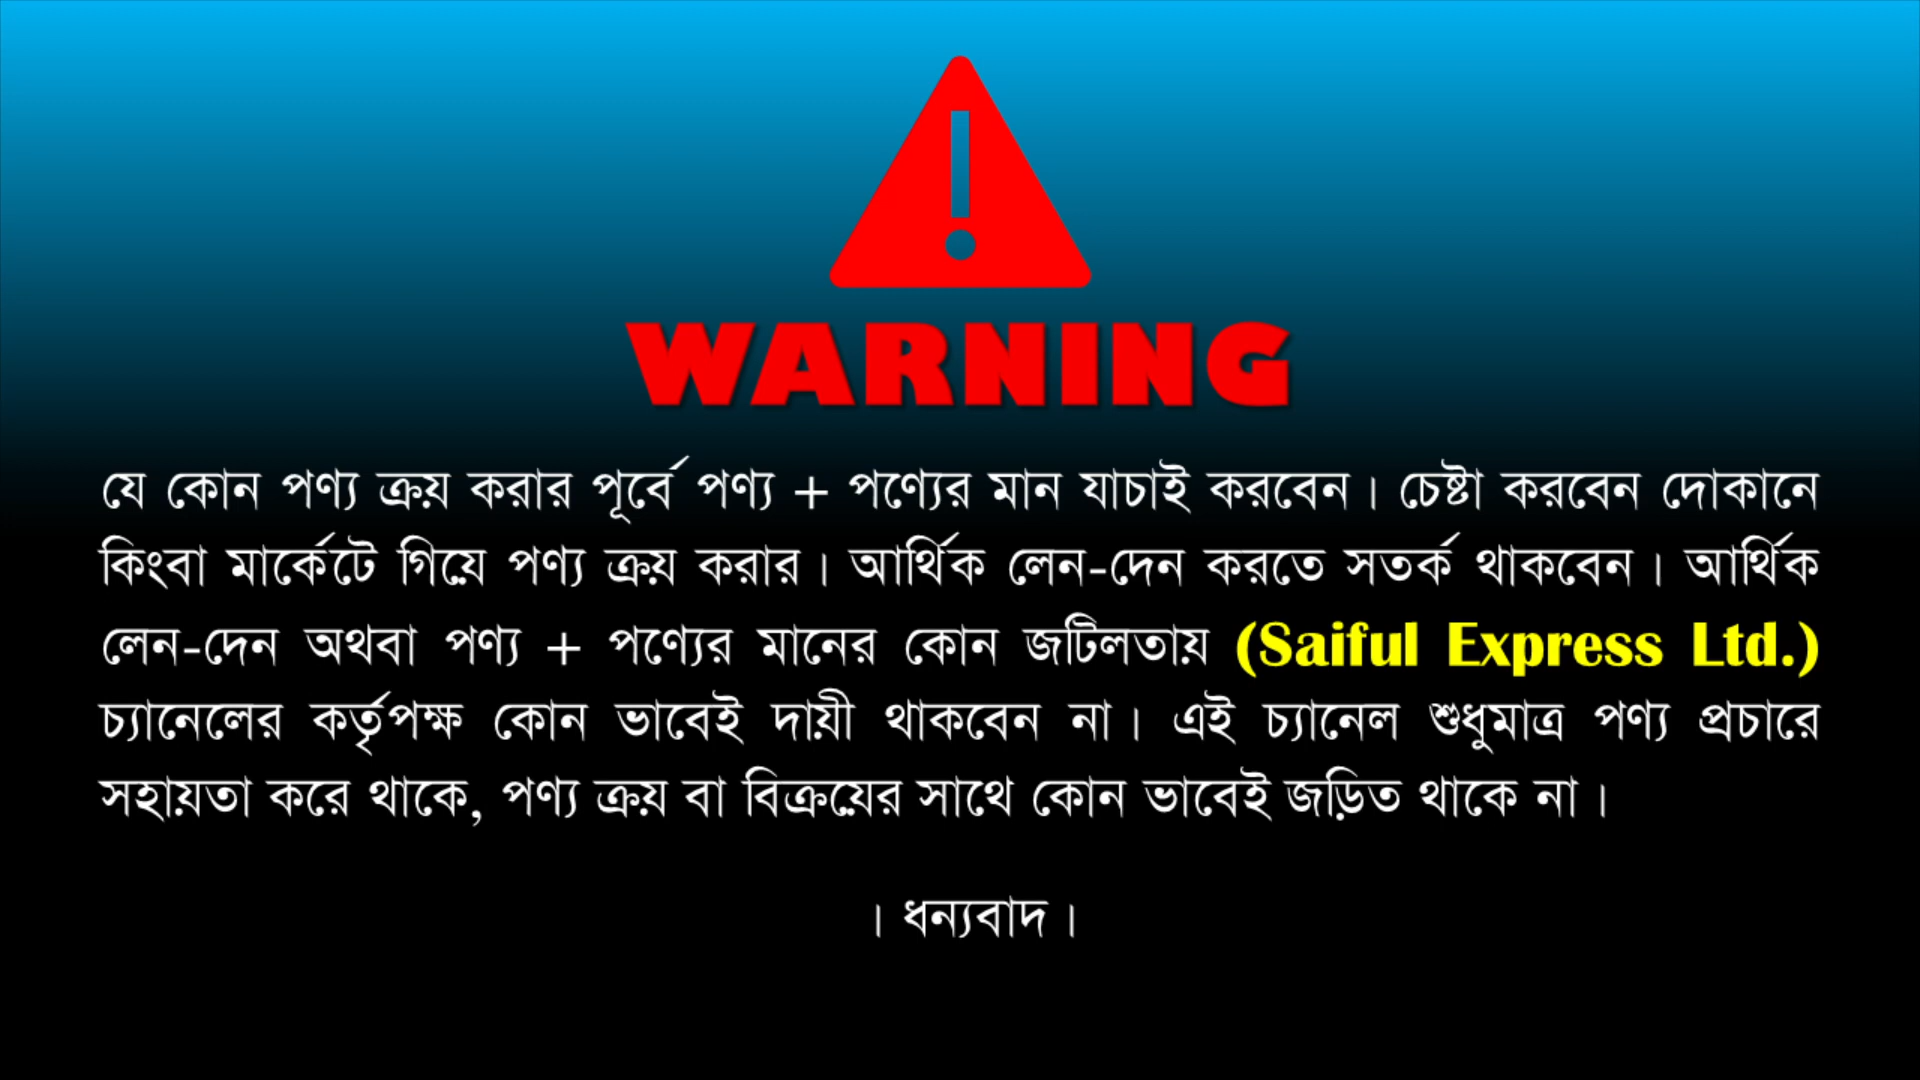 WARNING
যে কোন পণ্য ক্রয় করার পূর্বে পণ্য + পণ্যের মান যাচাই করবেন। চেষ্টা করবেন দোকানে
কিংবা মার্কেটে গিয়ে পণ্য ক্রয় করার। আর্থিক লেন-দেন করতে সতর্ক থাকবেন। আর্থিক
লেন-দেন অথবা পণ্য + পণ্যের মানের কোন জটিলতায় (Saiful Express Ltd.)
চ্যানেলের কর্তৃপক্ষ কোন ভাবেই দায়ী থাকবেন না। এই চ্যানেল শুধুমাত্র পণ্য প্রচারে
সহায়তা করে থাকে, পণ্য ক্রয় বা বিক্রয়ের সাথে কোন ভাবেই জড়িত থাকে না।
। ধন্যবাদ ।